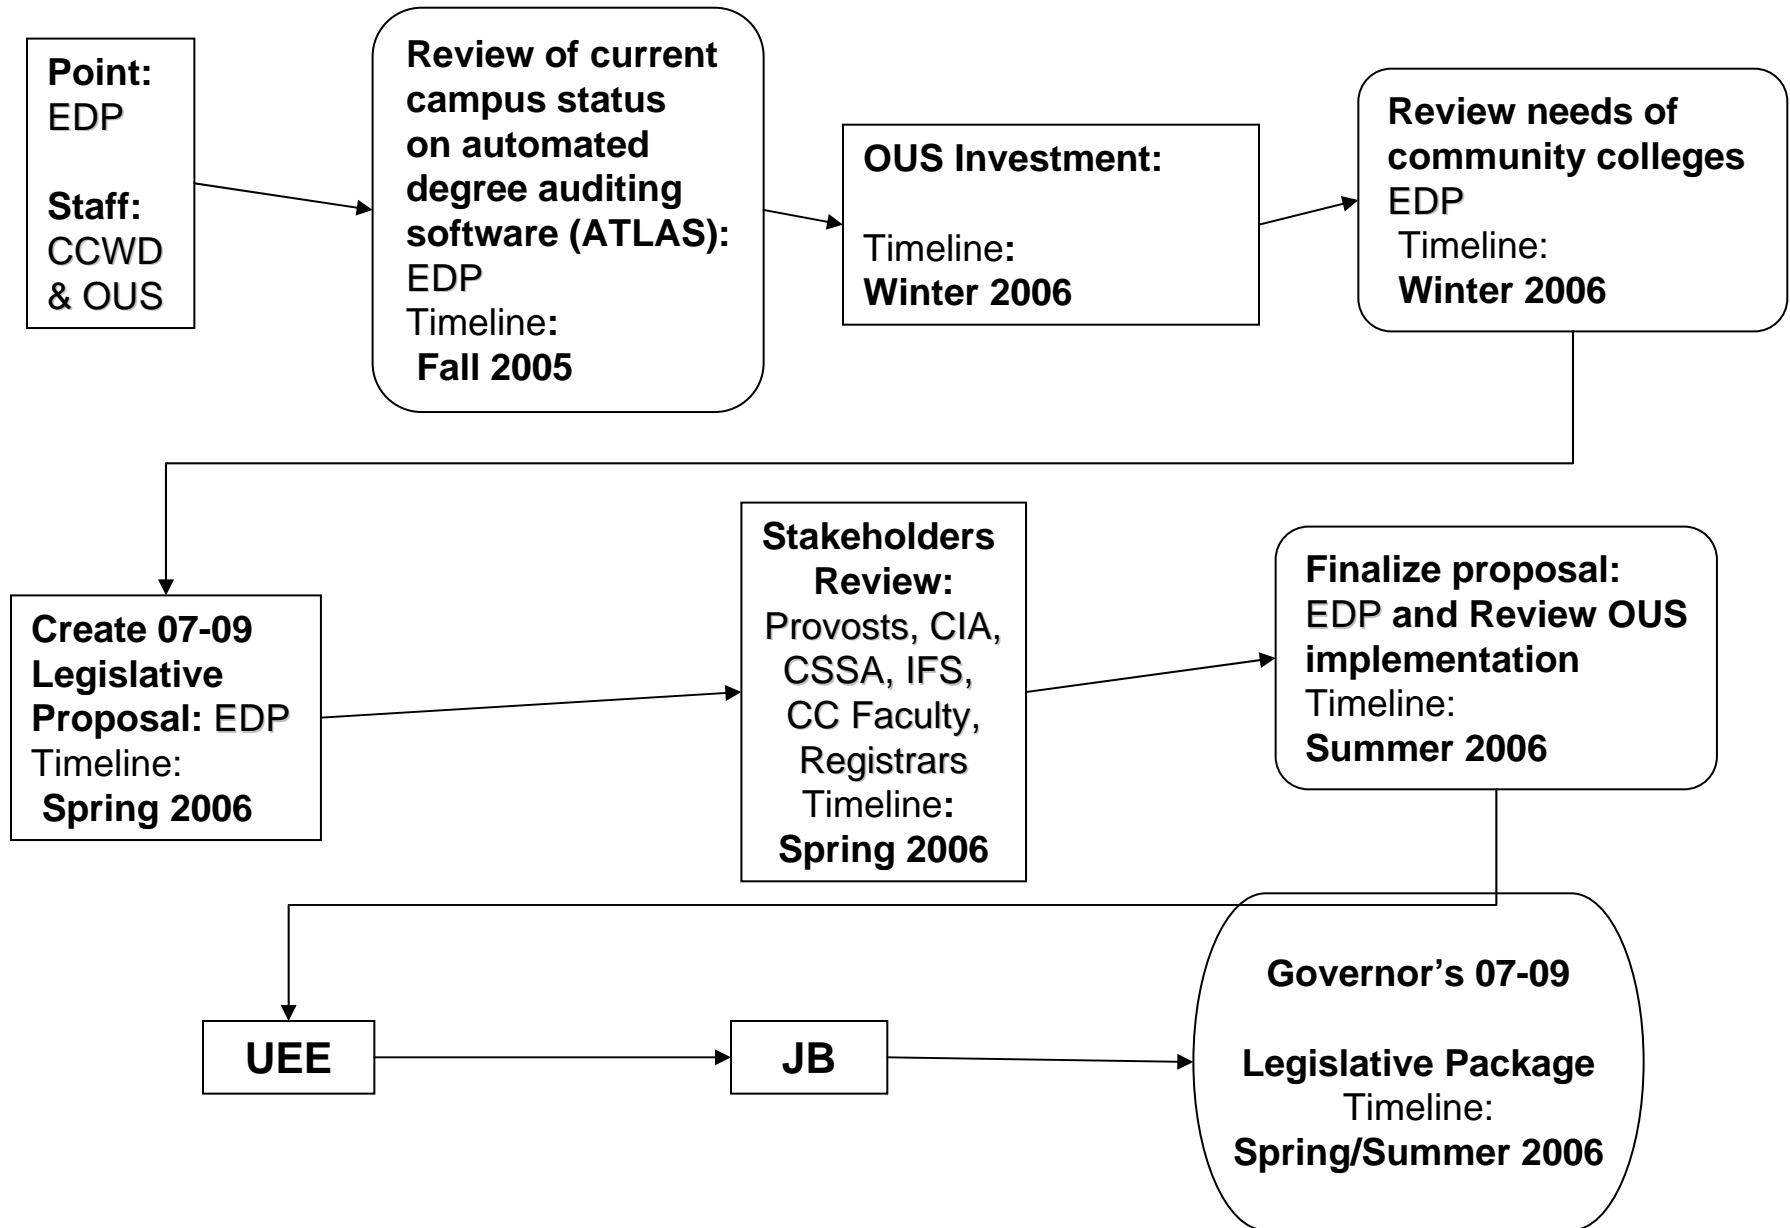 Point:
EDP
Staff:
CCWD
& OUS
Review of current
campus status
on automated
degree auditing
software (ATLAS):
EDP
Timeline:
Fall 2005
OUS Investment:
Timeline:
Winter 2006
Review needs of
community colleges
EDP
Timeline:
Winter 2006
Create 07-09
Legislative
Proposal: EDP
Timeline:
Spring 2006
Stakeholders
Review:
Provosts, CIA,
CSSA, IFS,
CC Faculty,
Registrars
Timeline:
Spring 2006
Finalize proposal:
EDP and Review OUS
implementation
Timeline:
Summer 2006
UEE
JB
Governor’s 07-09
Legislative Package
Timeline:
Spring/Summer 2006